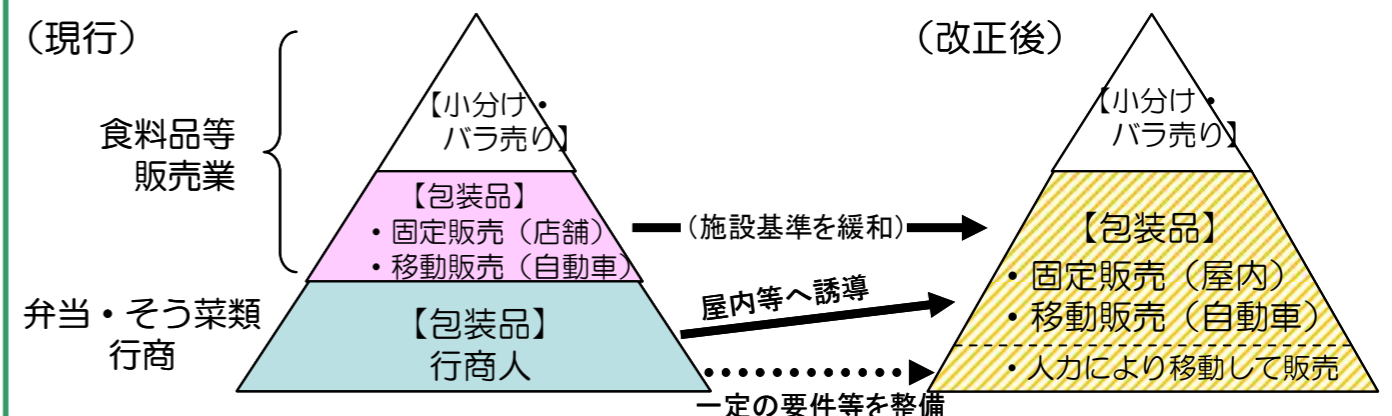 （現行）
食料品等
販売業
弁当・そう菜類
行商
【小分け・
バラ売り】
【包装品】
・固定販売（店舗）
・移動販売（自動車）
【包装品】
行商人
（施設基準を緩和）
屋内等へ誘導
一定の要件等を整備
（改正後）
【小分け・
バラ売り】
【包装品】
・固定販売（屋内）
・移動販売（自動車）
・人力により移動して販売